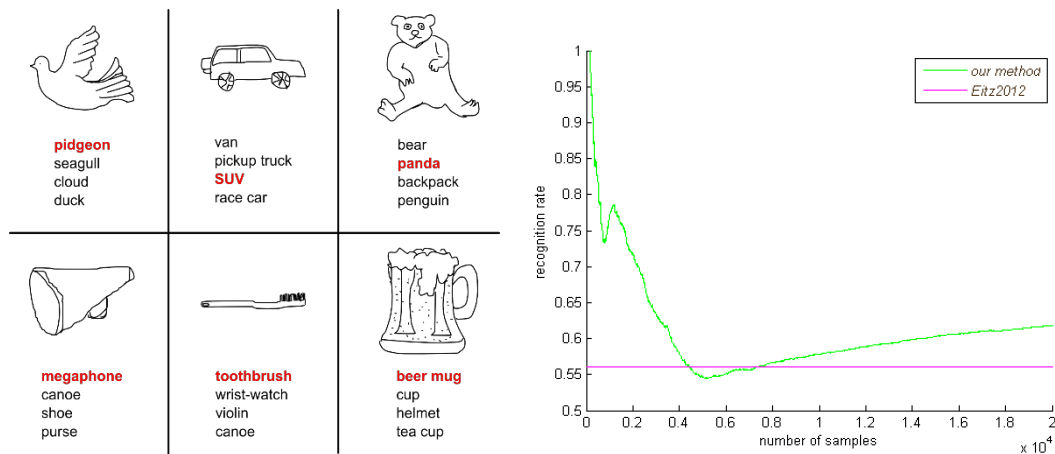 pidgeon
seagull
cloud
duck
van
pickup truck
SUV
race car
bear
panda
backpack
penguin
megaphone
canoe
shoe
purse
toothbrush
wrist-watch
violin
canoe
beer mug
cup
helmet
tea cup
1
0.95
0.9
0.85
0.8
0.75
0.7
0.65
0.6
0.55
0.5
recognition rate
our method
Eitz2012
0 0.2 0.4 0.6 0.8 1 1.2 1.4 1.6 1.8 2
number of samples
x 10^4